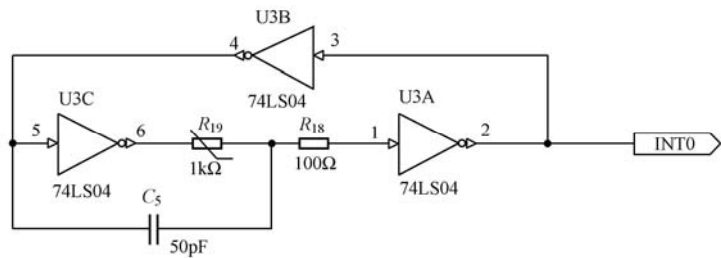 U3B
4
3
74LS04
U3C
5
6
74LS04
R19
1kΩ
R18
100Ω
U3A
1
2
74LS04
INT0
C5
50pF